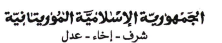 الجمهورية الإسلامية الموريتانية
شرف - إخاء - عدل